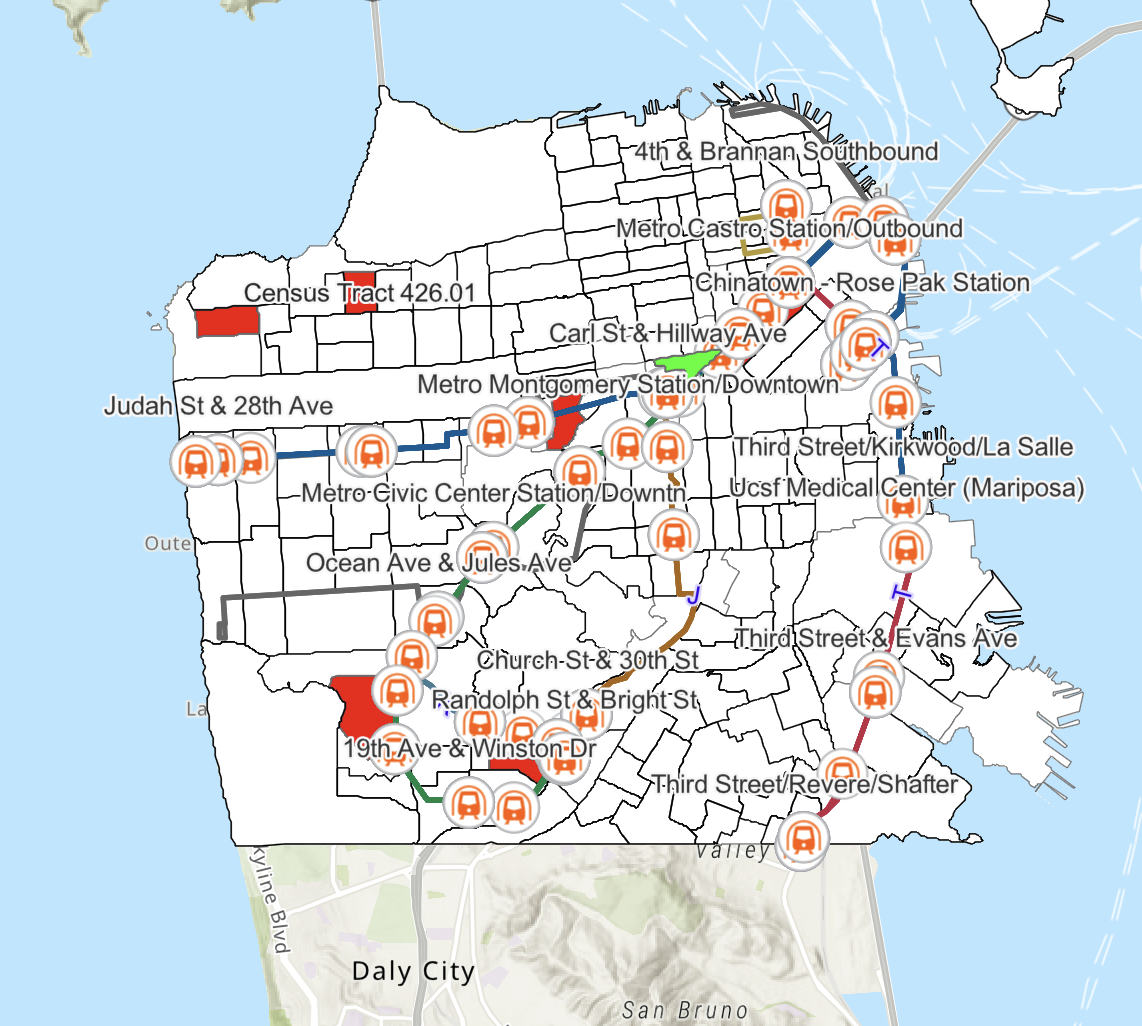 4th & Brannan Southbound
Metro Castro Station/Outbound
Chinatown - Rose Pak Station
Census Tract 426.01
Carl St & Hillway Ave
T
Metro Montgomery Station/Downtown
Judah St & 28th Ave
Third Street/Kirkwood/La Salle
Metro Civic Center Station/Downtn
Ucsf Medical Center (Mariposa)
Oute
Ocean Ave & Jules Ave
J
T
Third Street & Evans Ave
Church St & 30th St
Randolph St & Bright St
La
19th Ave & Winston Dr
Third Street/Revere/Shafter
Valley
kyline Blvd
Daly City
San Bruno